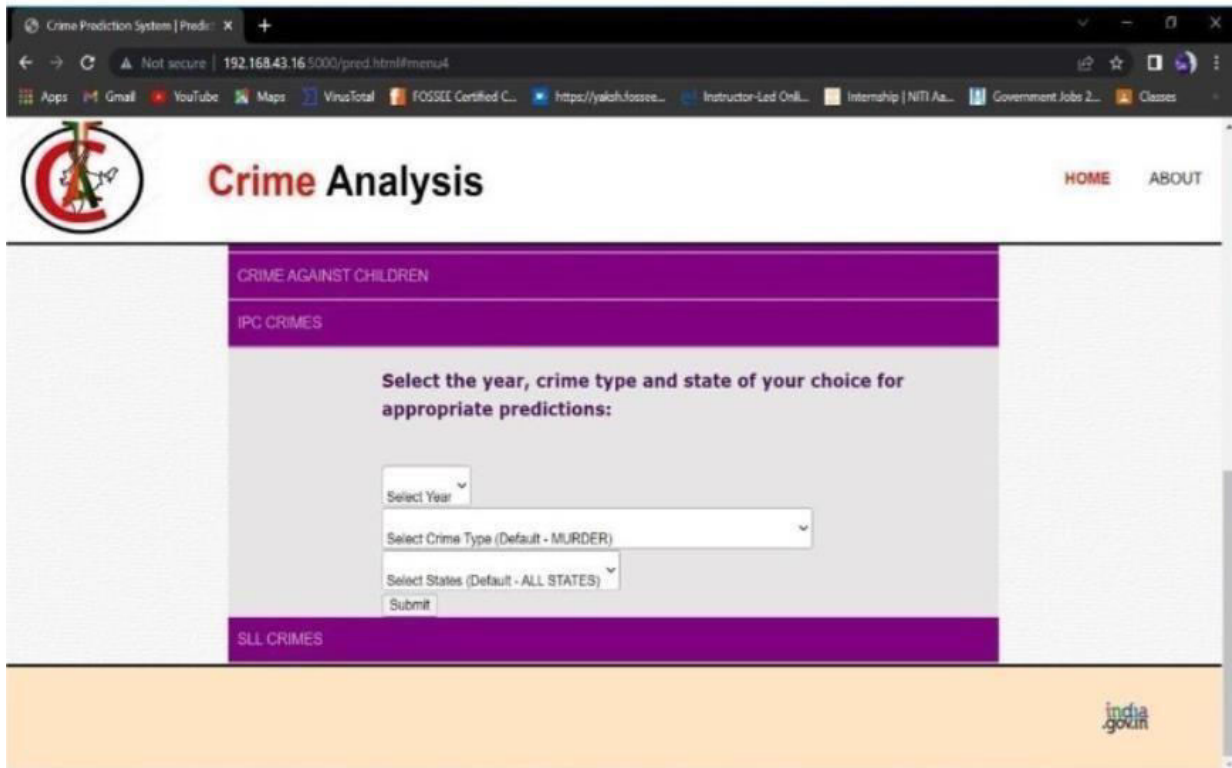 Crime Prediction System | Predic
Not secure | 192.168.43.16:5000/pred.html#menu4
Apps Gmail YouTube Maps VirusTotal FOSSEE Certified C... https://yaksh.fossee... Instructor-Led Onli... Internship | NITI Aa... Government Jobs 2... Classes
CA
Crime Analysis
HOME ABOUT
CRIME AGAINST CHILDREN
IPC CRIMES
Select the year, crime type and state of your choice for
appropriate predictions:
Select Year
Select Crime Type (Default - MURDER)
Select States (Default - ALL STATES)
Submit
SLL CRIMES
india
.gov.in